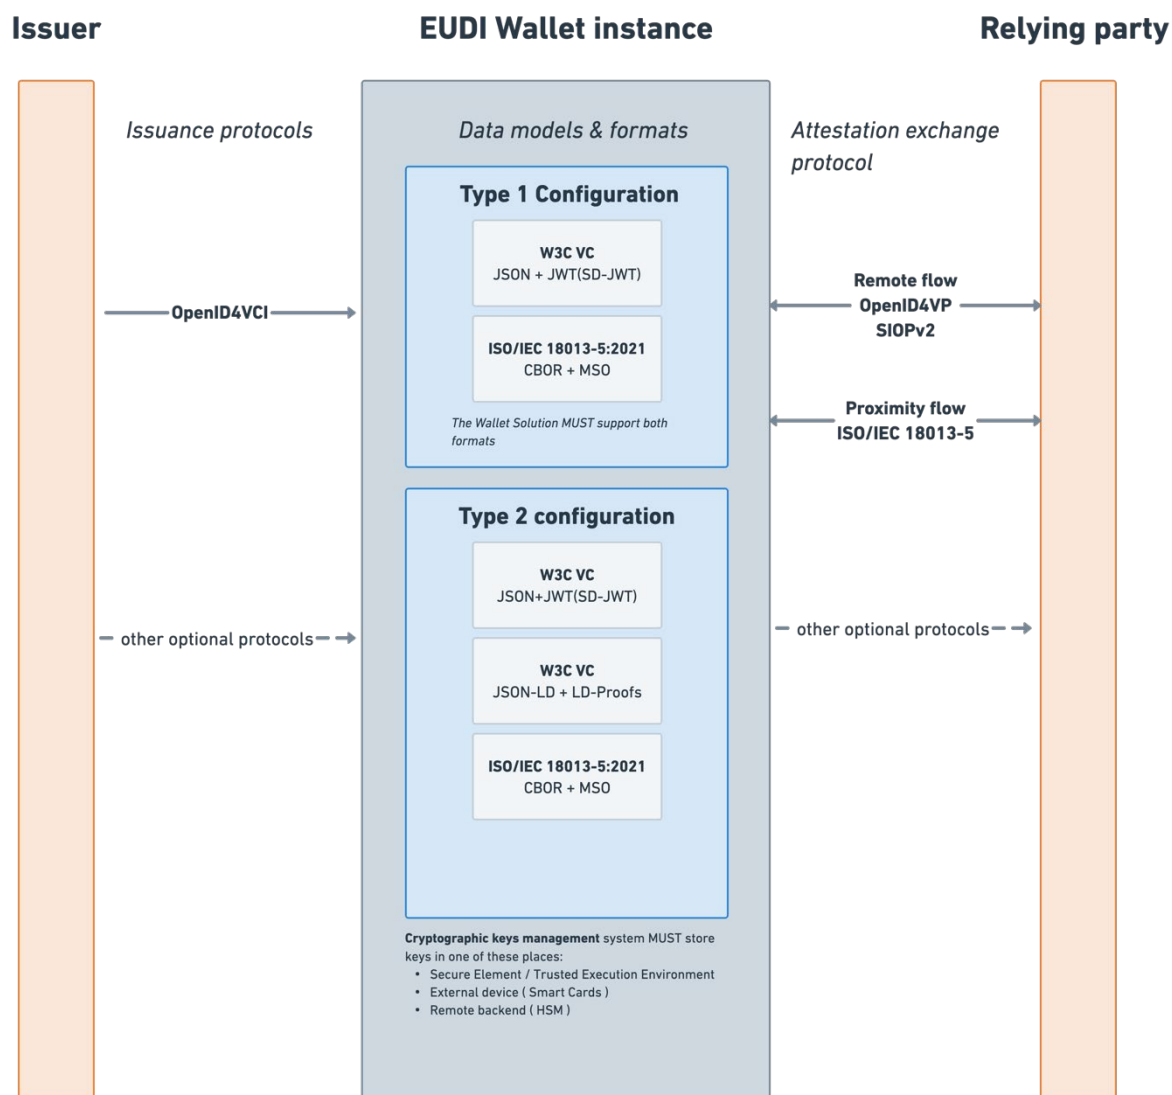 Issuer
EUDI Wallet instance
Relying party
Issuance protocols
Data models & formats
Attestation exchange
protocol
Type 1 Configuration
W3C VC
JSON + JWT(SD-JWT)
ISO/IEC 18013-5:2021
CBOR + MSO
The Wallet Solution MUST support both
formats
OpenID4VCI
Remote flow
OpenID4VP
SIOPv2
Proximity flow
ISO/IEC 18013-5
Type 2 configuration
W3C VC
JSON+JWT(SD-JWT)
W3C VC
JSON-LD + LD-Proofs
ISO/IEC 18013-5:2021
CBOR + MSO
other optional protocols
other optional protocols
Cryptographic keys management system MUST store
keys in one of these places:
• Secure Element / Trusted Execution Environment
• External device ( Smart Cards )
• Remote backend ( HSM )